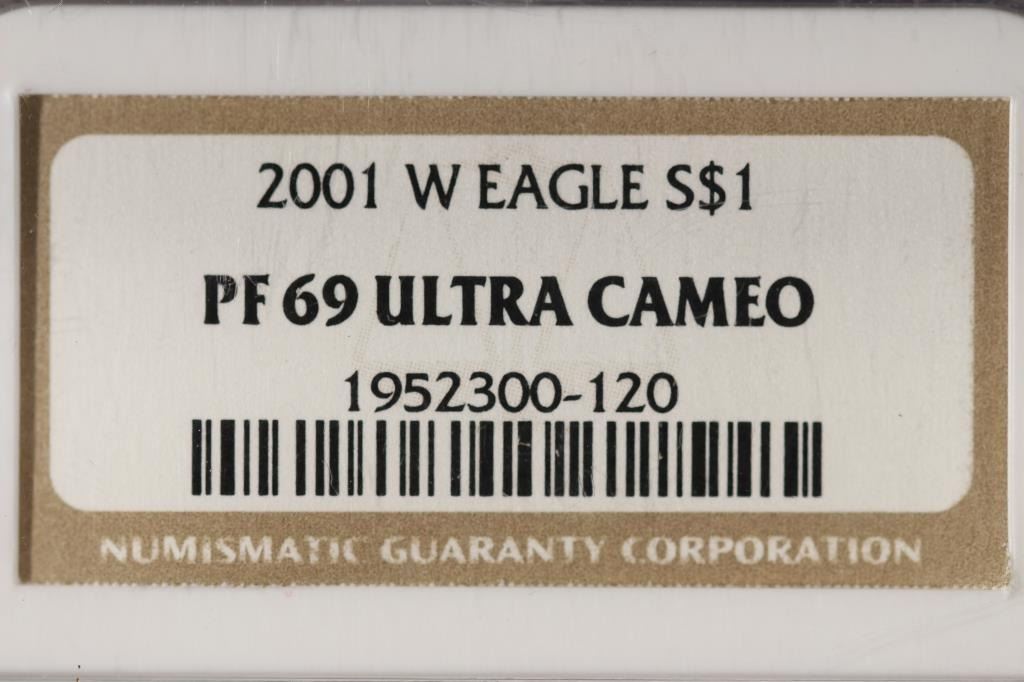 2001 W EAGLE S$1
PF 69 ULTRA CAMEO
1952300-120
NUMISMATIC GUARANTY CORPORATION